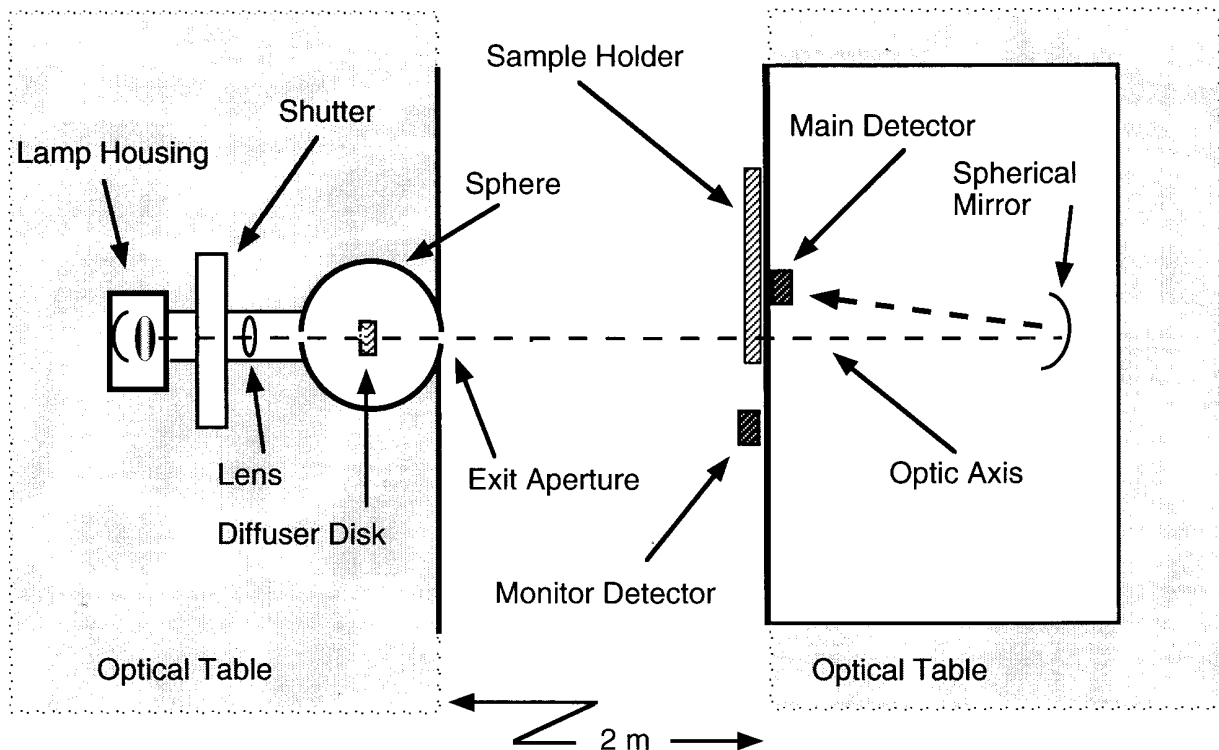 Sample Holder
Shutter
Main Detector
Lamp Housing
Sphere
Spherical
Mirror
Lens
Exit Aperture
Optic Axis
Diffuser Disk
Monitor Detector
Optical Table
Optical Table
2 m